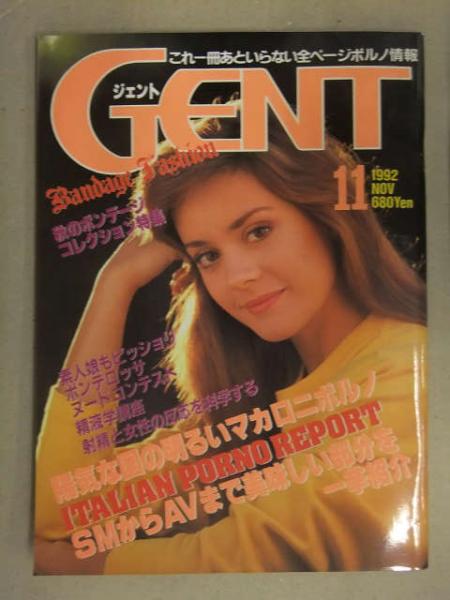 これ一冊あといらない全ページポルノ情報
ジェント
GENT
Bandage Fashion
11
1992
NOV
680Yen
秋のボンデージ
コレクション特集
素人娘もビッショリ
ポンテロッサ
ヌードコンテスト
精液学講座
射精と女性の反応を科学する
陽気な国の明るいマカロニポルノ
ITALIAN PORNO REPORT
SMからAVまで美味しい部分を
一挙紹介